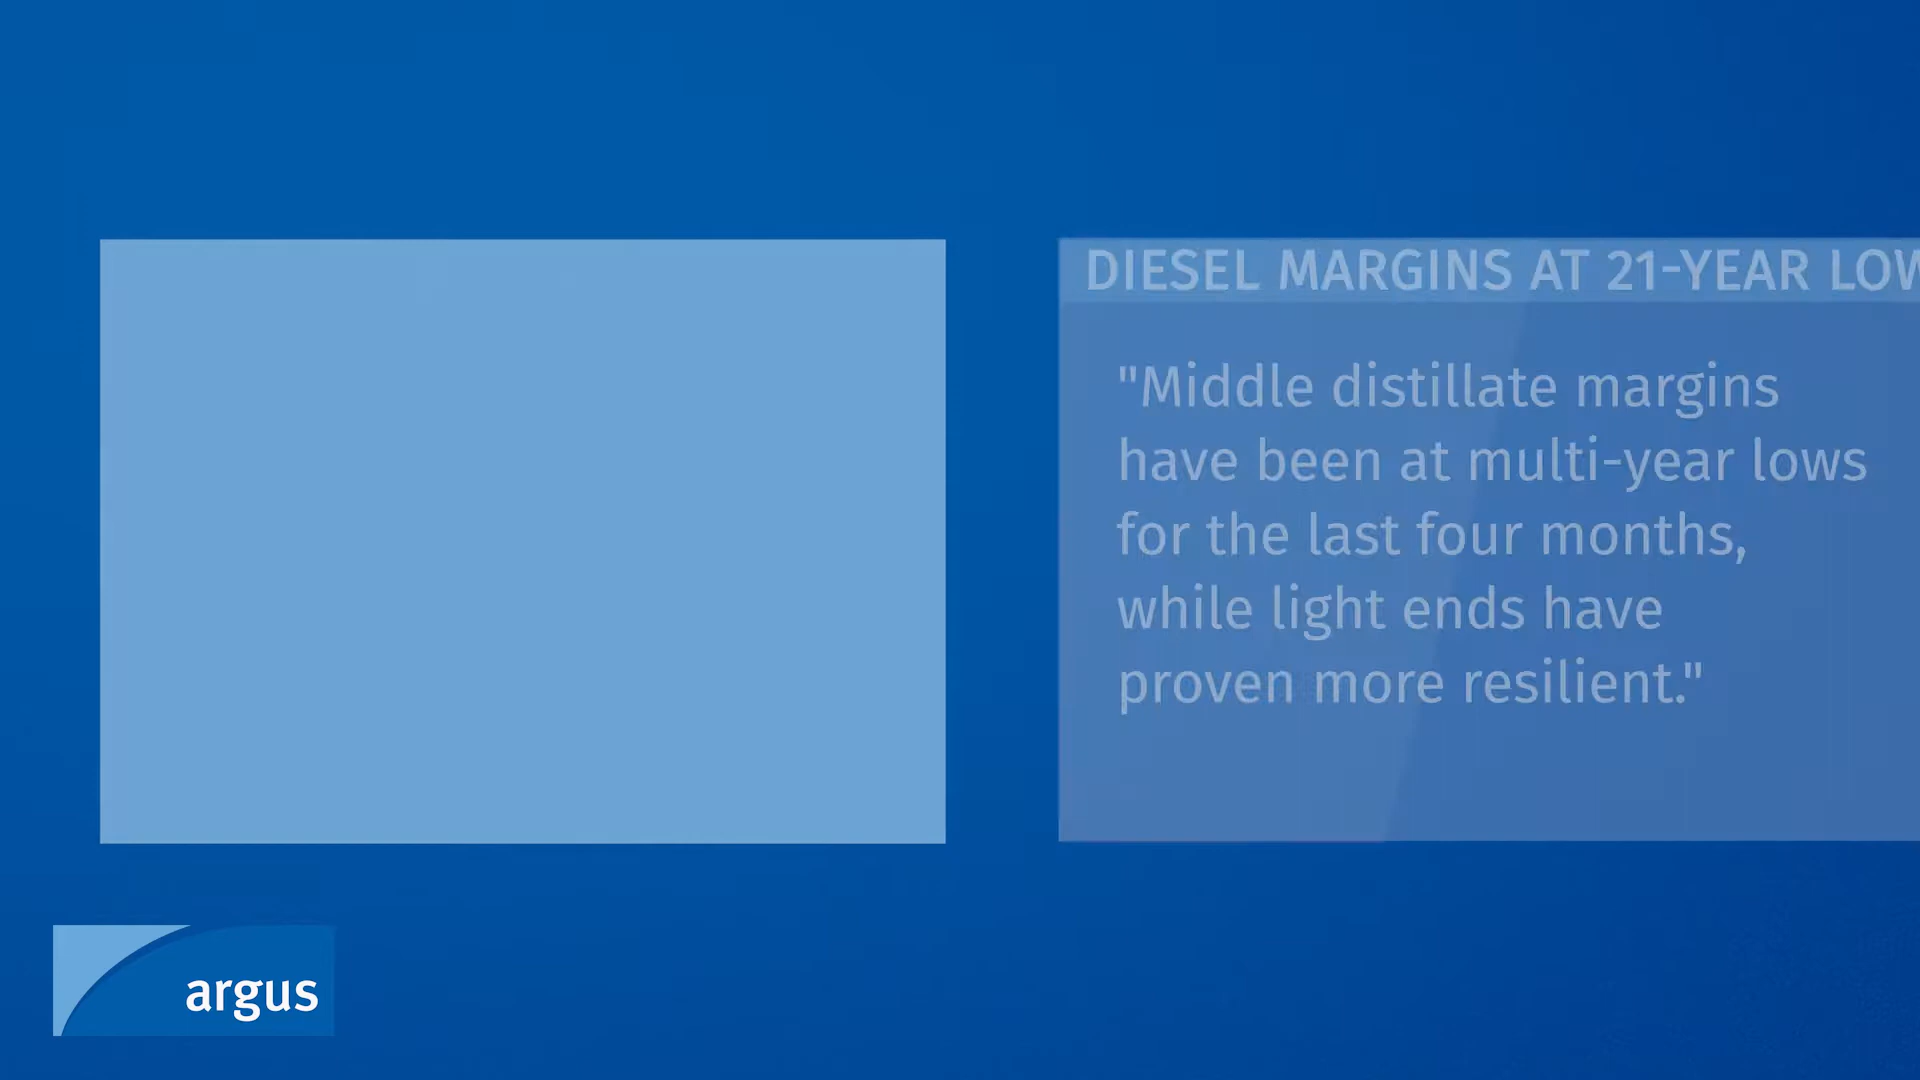 DIESEL MARGINS AT 21-YEAR LOW
"Middle distillate margins
have been at multi-year lows
for the last four months,
while light ends have
proven more resilient."
argus